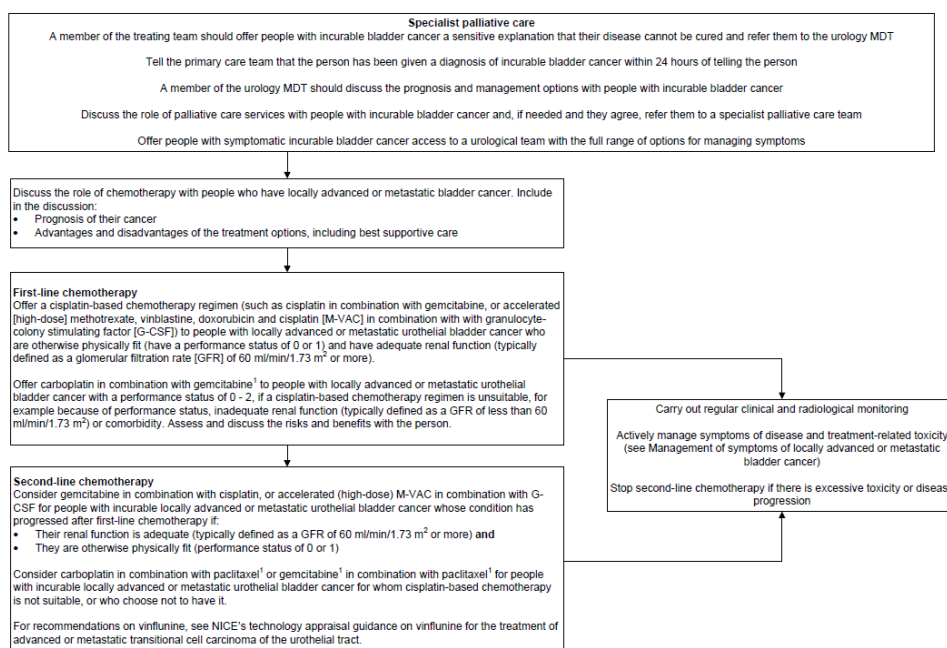 Specialist palliative care
A member of the treating team should offer people with incurable bladder cancer a sensitive explanation that their disease cannot be cured and refer them to the urology MDT
Tell the primary care team that the person has been given a diagnosis of incurable bladder cancer within 24 hours of telling the person
A member of the urology MDT should discuss the prognosis and management options with people with incurable bladder cancer
Discuss the role of palliative care services with people with incurable bladder cancer and, if needed and they agree, refer them to a specialist palliative care team
Offer people with symptomatic incurable bladder cancer access to a urological team with the full range of options for managing symptoms
Discuss the role of chemotherapy with people who have locally advanced or metastatic bladder cancer. Include
in the discussion:
• Prognosis of their cancer
• Advantages and disadvantages of the treatment options, including best supportive care
First-line chemotherapy
Offer a cisplatin-based chemotherapy regimen (such as cisplatin in combination with gemcitabine, or accelerated
[high-dose] methotrexate, vinblastine, doxorubicin and cisplatin [M-VAC] in combination with with granulocyte-
colony stimulating factor [G-CSF]) to people with locally advanced or metastatic urothelial bladder cancer who
are otherwise physically fit (have a performance status of 0 or 1) and have adequate renal function (typically
defined as a glomerular filtration rate [GFR] of 60 ml/min/1.73 m² or more).
Offer carboplatin in combination with gemcitabine¹ to people with locally advanced or metastatic urothelial
bladder cancer with a performance status of 0 - 2, if a cisplatin-based chemotherapy regimen is unsuitable, for
example because of performance status, inadequate renal function (typically defined as a GFR of less than 60
ml/min/1.73 m²) or comorbidity. Assess and discuss the risks and benefits with the person.
Second-line chemotherapy
Consider gemcitabine in combination with cisplatin, or accelerated (high-dose) M-VAC in combination with G-
CSF for people with incurable locally advanced or metastatic urothelial bladder cancer whose condition has
progressed after first-line chemotherapy if:
• Their renal function is adequate (typically defined as a GFR of 60 ml/min/1.73 m² or more) and
• They are otherwise physically fit (performance status of 0 or 1)
Consider carboplatin in combination with paclitaxel¹ or gemcitabine¹ in combination with paclitaxel¹ for people
with incurable locally advanced or metastatic urothelial bladder cancer for whom cisplatin-based chemotherapy
is not suitable, or who choose not to have it.
For recommendations on vinflunine, see NICE's technology appraisal guidance on vinflunine for the treatment of
advanced or metastatic transitional cell carcinoma of the urothelial tract.
Carry out regular clinical and radiological monitoring
Actively manage symptoms of disease and treatment-related toxicity
(see Management of symptoms of locally advanced or metastatic
bladder cancer)
Stop second-line chemotherapy if there is excessive toxicity or disease
progression